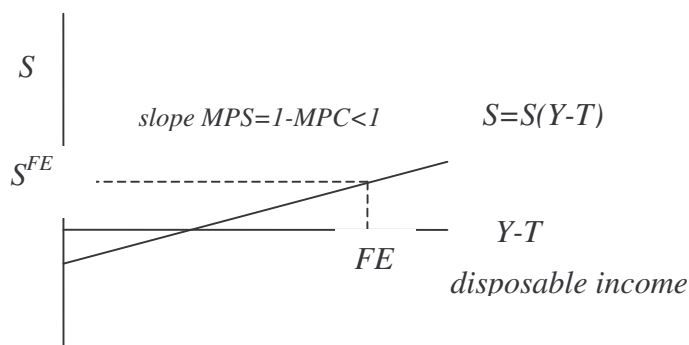 S
slope MPS=1-MPC<1
S=S(Y-T)
S^FE
Y-T
FE
disposable income